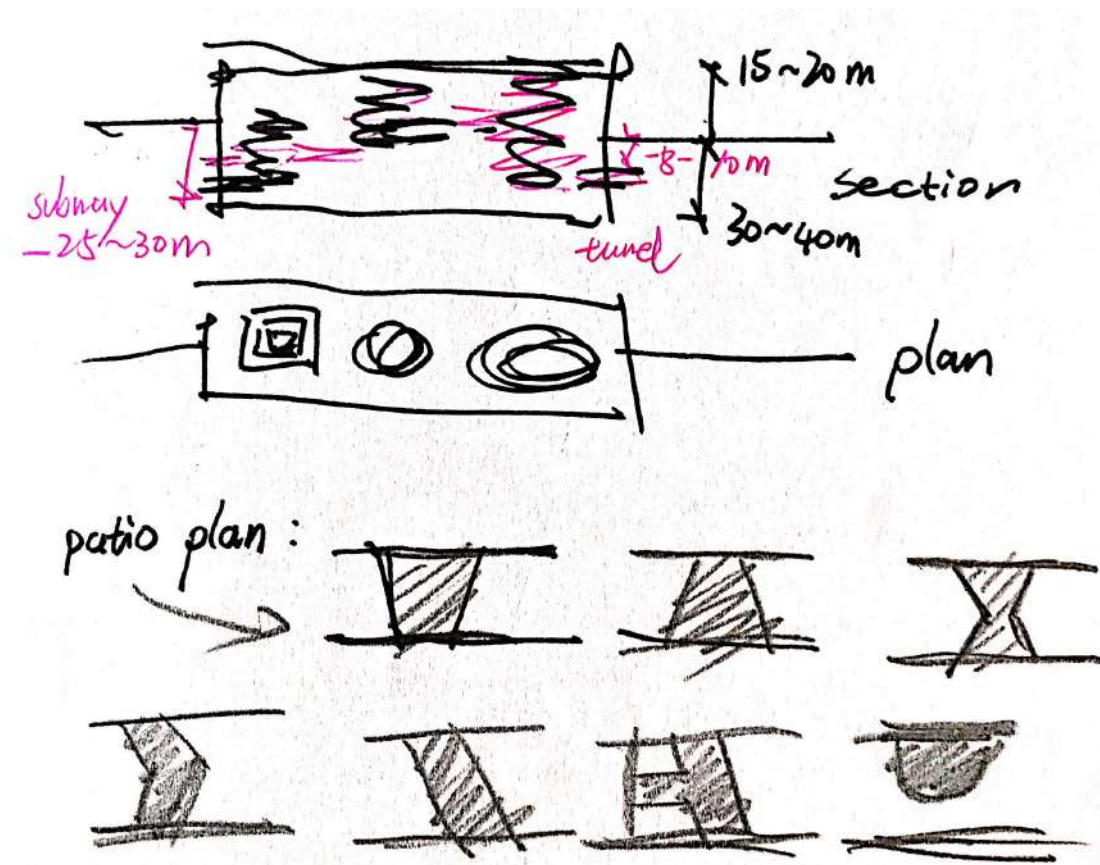 15~20m
-8-10m
section
subway
-25~30m
tunel
30~40m
plan
patio plan: